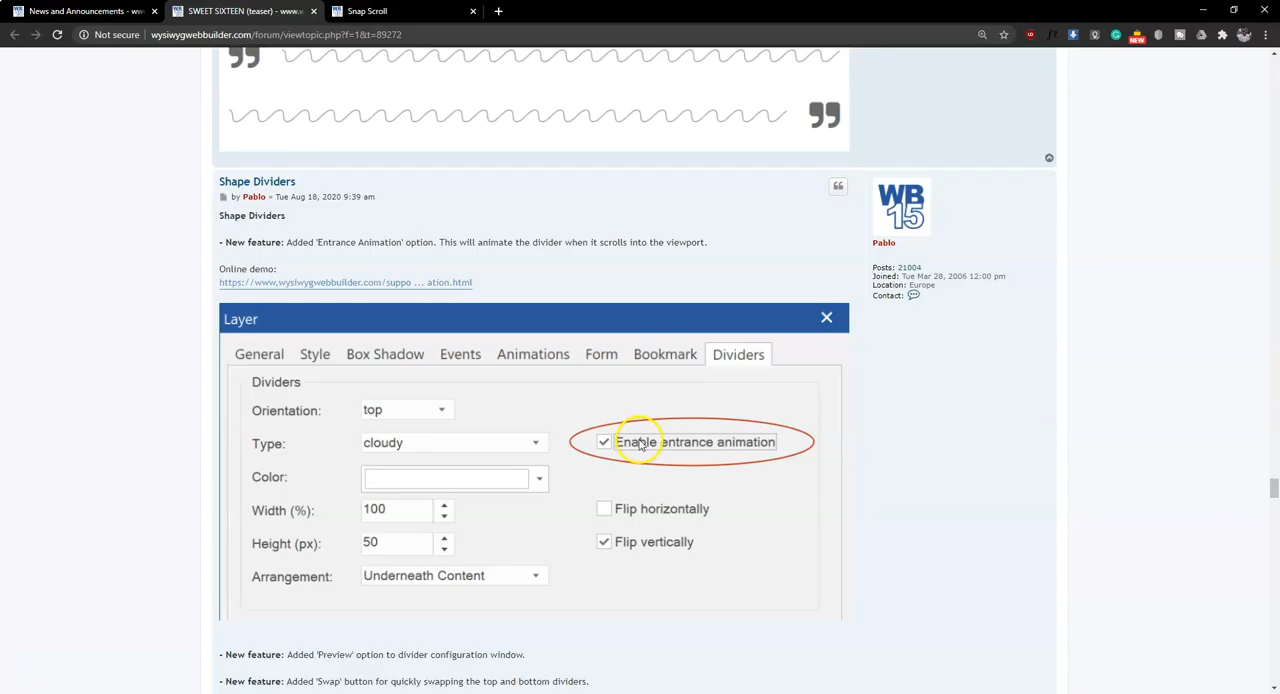 News and Announcements - www.
SWEET SIXTEEN (teaser) - www.w
Snap Scroll
Not secure
wysiwygwebbuilder.com/forum/viewtopic.php?f=1&t=89272
NEW
Shape Dividers
by Pablo » Tue Aug 18, 2020 9:39 am
Shape Dividers
- New feature: Added 'Entrance Animation' option. This will animate the divider when it scrolls into the viewport.
Online demo:
https://www.wysiwygwebbuilder.com/suppo ... ation.html
WB
15
Pablo
Posts: 21004
Joined: Tue Mar 28, 2006 12:00 pm
Location: Europe
Contact:
Layer
General
Style
Box Shadow
Events
Animations
Form
Bookmark
Dividers
Dividers
Orientation: top
Type: cloudy
Enable entrance animation
Color:
Width (%): 100
Flip horizontally
Height (px): 50
Flip vertically
Arrangement: Underneath Content
- New feature: Added 'Preview' option to divider configuration window.
- New feature: Added 'Swap' button for quickly swapping the top and bottom dividers.